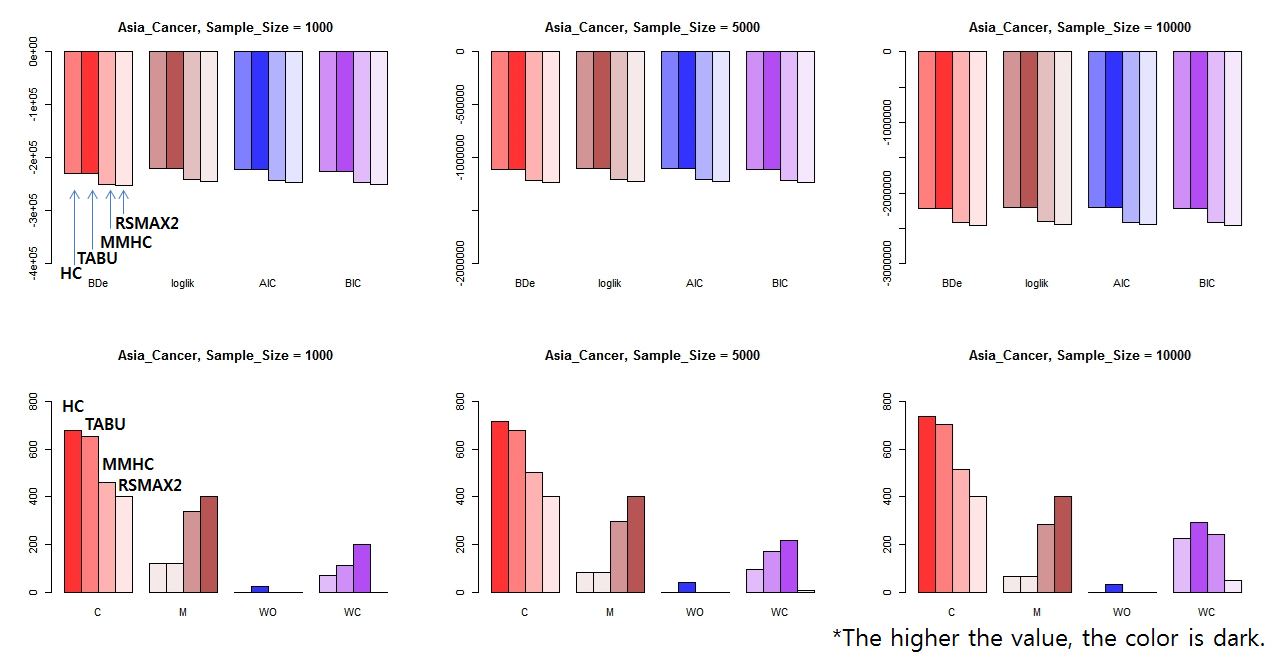 Asia_Cancer, Sample_Size = 1000
0e+00
-1e+05
-2e+05
-3e+05
-4e+05
RSMAX2
MMHC
TABU
HC
BDe loglik AIC BIC
Asia_Cancer, Sample_Size = 5000
0
-500000
-1000000
-2000000
BDe loglik AIC BIC
Asia_Cancer, Sample_Size = 10000
0
-1000000
-2000000
-3000000
BDe loglik AIC BIC
Asia_Cancer, Sample_Size = 1000
800
600
400
200
0
HC
TABU
MMHC
RSMAX2
C M WO WC
Asia_Cancer, Sample_Size = 5000
800
600
400
200
0
C M WO WC
Asia_Cancer, Sample_Size = 10000
800
600
400
200
0
C M WO WC
*The higher the value, the color is dark.